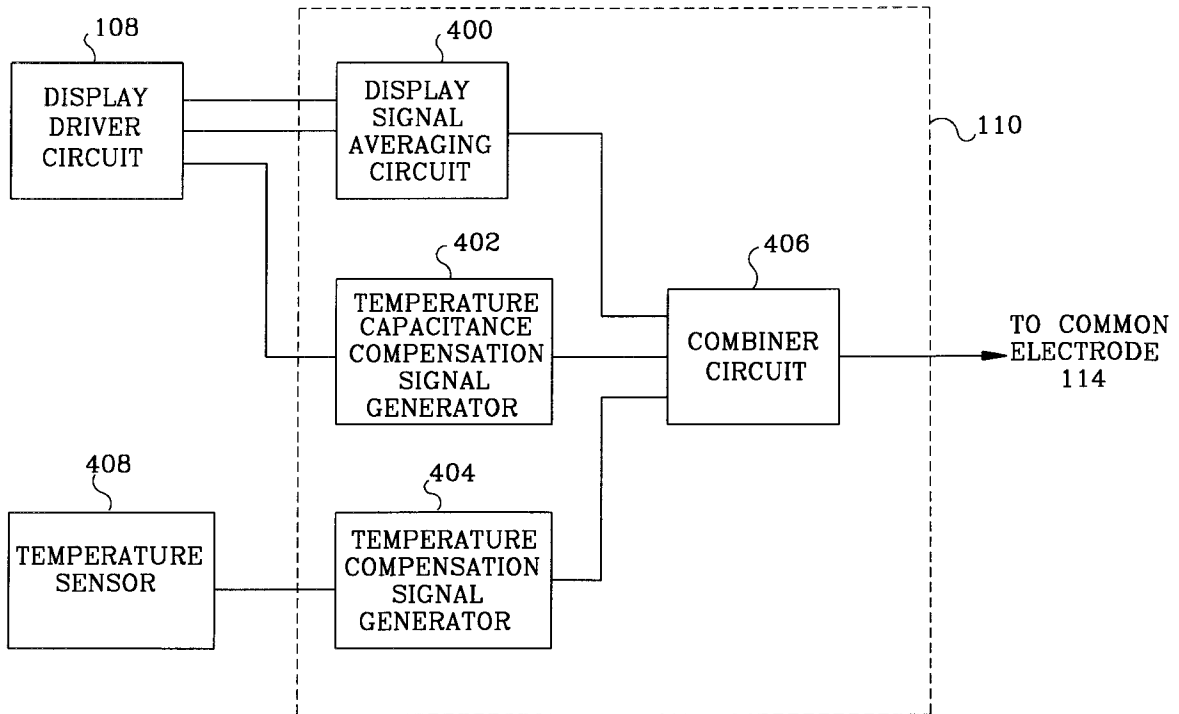 108
DISPLAY
DRIVER
CIRCUIT
400
DISPLAY
SIGNAL
AVERAGING
CIRCUIT
110
402
TEMPERATURE
CAPACITANCE
COMPENSATION
SIGNAL
GENERATOR
406
COMBINER
CIRCUIT
TO COMMON
ELECTRODE
114
408
TEMPERATURE
SENSOR
404
TEMPERATURE
COMPENSATION
SIGNAL
GENERATOR